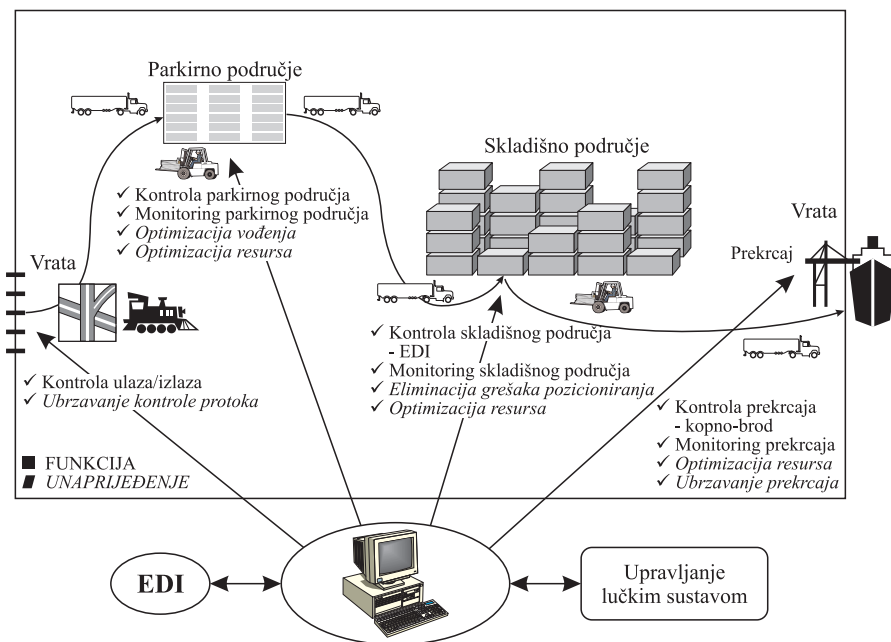 Parkirno područje
Skladišno područje
✓ Kontrola parkirnog područja
✓ Monitoring parkirnog područja
✓ Optimizacija vođenja
✓ Optimizacija resursa
Vrata
Vrata
Prekrcaj
✓ Kontrola skladišnog područja
- EDI
✓ Monitoring skladišnog područja
✓ Eliminacija grešaka pozicioniranja
✓ Optimizacija resursa
✓ Kontrola ulaza/izlaza
✓ Ubrzavanje kontrole protoka
✓ Kontrola prekrcaja
- kopno-brod
✓ Monitoring prekrcaja
✓ Optimizacija resursa
✓ Ubrzavanje prekrcaja
FUNKCIJA
UNAPRIJEĐENJE
EDI
Upravljanje
lučkim sustavom